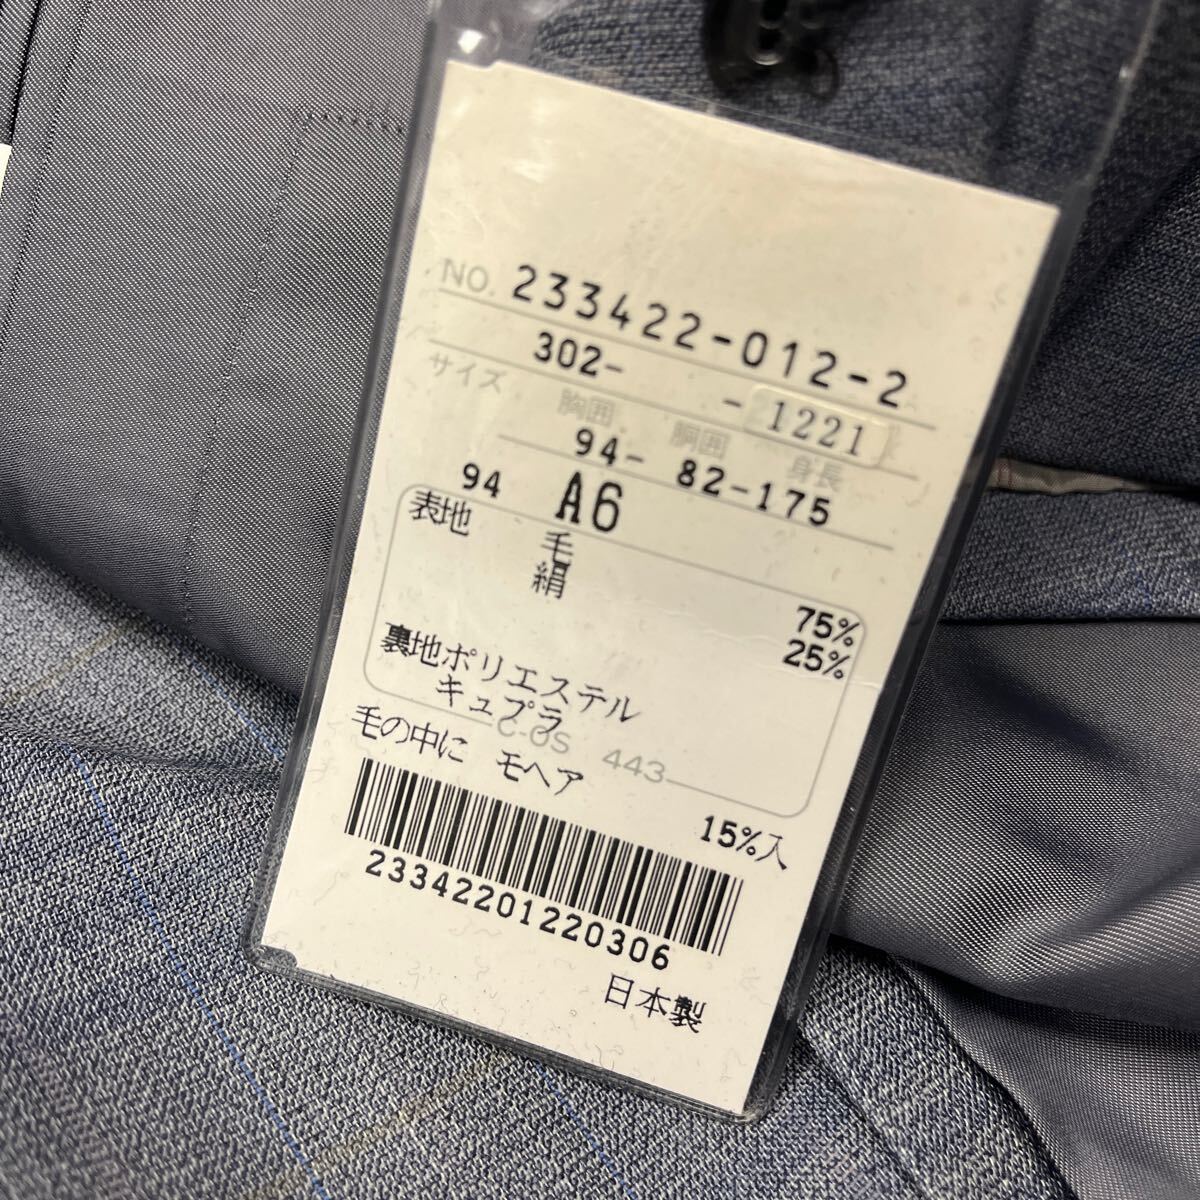 NO. 233422-012-2
302- -1221
サイズ 胸囲 胴囲 身長
94- 82-175
94 A6
表地 毛 75%
絹 25%
裏地ポリエステル
キュプラ
C-OS 443
毛の中に モヘア 15%入
23342201220306
日本製